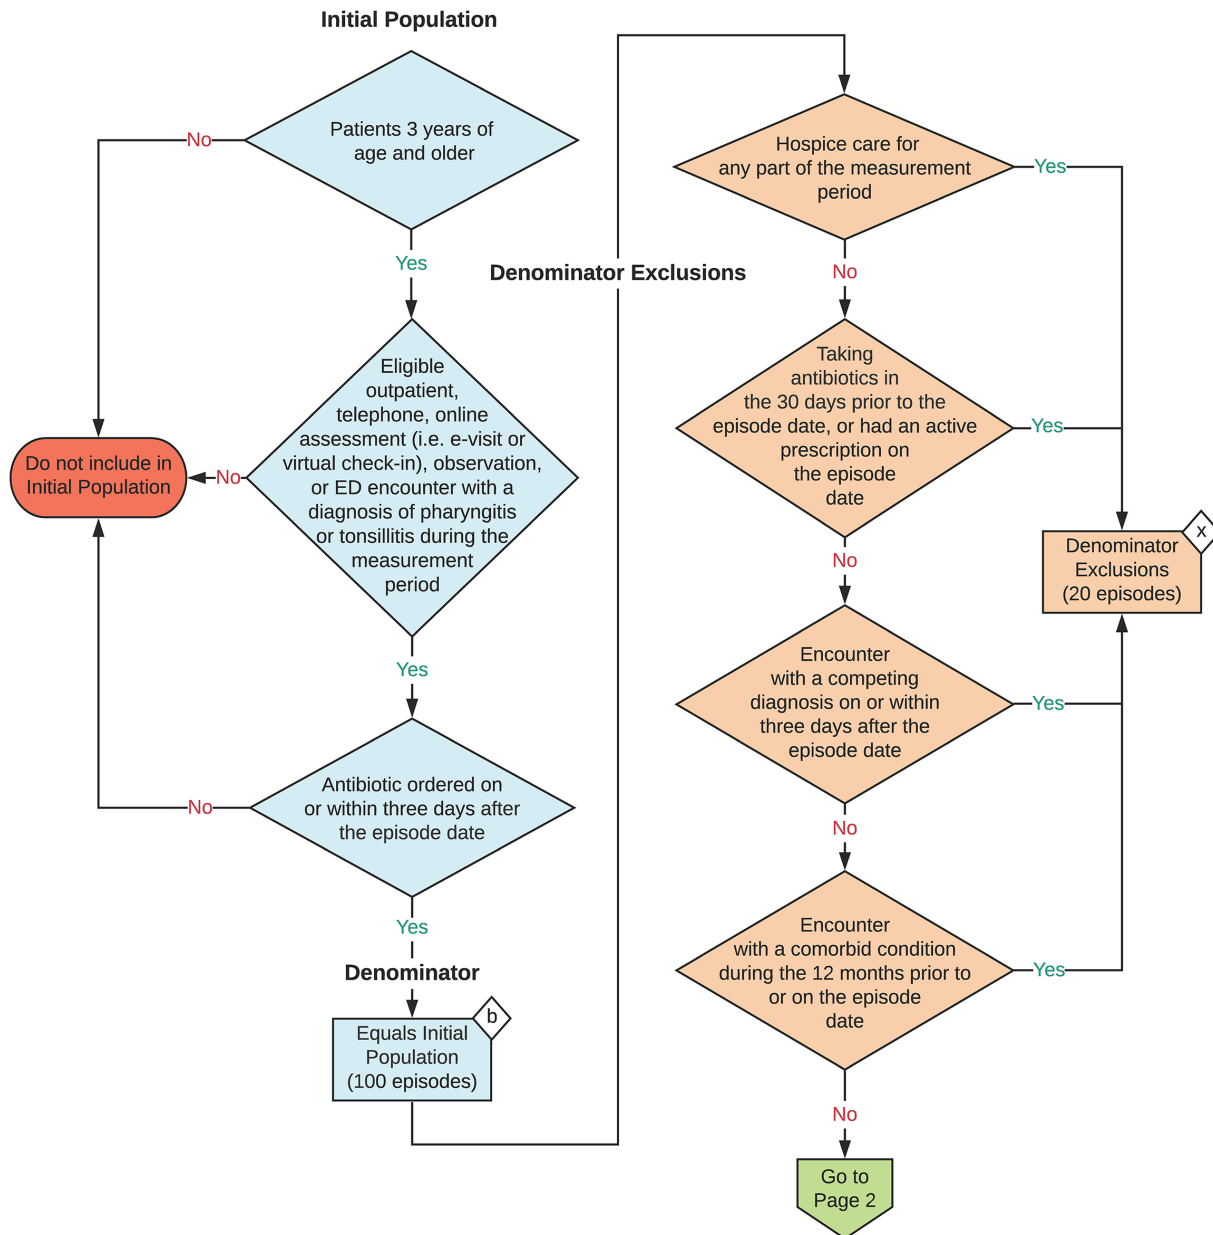 Initial Population
Patients 3 years of
age and older
No
Yes
Eligible
outpatient,
telephone, online
assessment (i.e. e-visit or
virtual check-in), observation,
or ED encounter with a
diagnosis of pharyngitis
or tonsillitis during the
measurement
period
No
Do not include in
Initial Population
Yes
Antibiotic ordered on
or within three days after
the episode date
No
Yes
Denominator
b
Equals Initial
Population
(100 episodes)
Denominator Exclusions
Hospice care for
any part of the measurement
period
Yes
No
Taking
antibiotics in
the 30 days prior to the
episode date, or had an active
prescription on
the episode
date
Yes
No
x
Denominator
Exclusions
(20 episodes)
Encounter
with a competing
diagnosis on or within
three days after the
episode date
Yes
No
Encounter
with a comorbid condition
during the 12 months prior to
or on the episode
date
Yes
No
Go to
Page 2